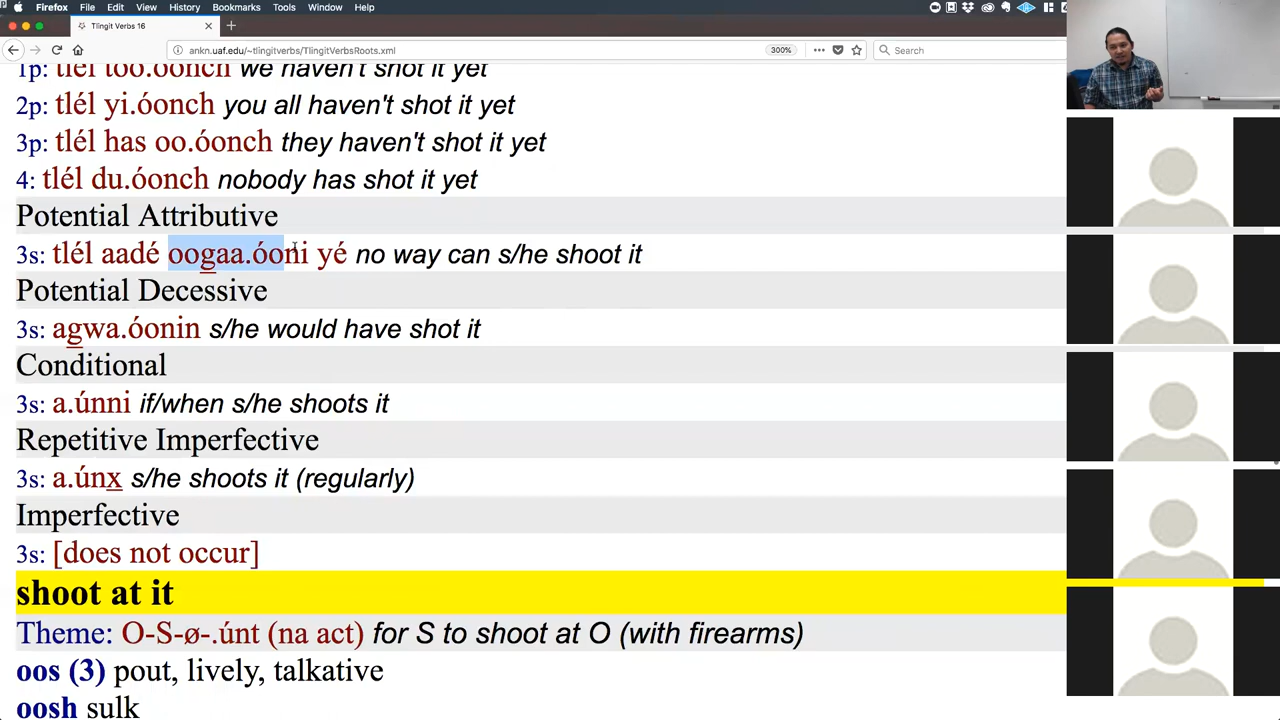 Firefox File Edit View History Bookmarks Tools Window Help
Tlingit Verbs 16
ankn.uaf.edu/~tlingitverbs/TlingitVerbsRoots.xml 300% Search
1p: tlél too.óonch we haven't shot it yet
2p: tlél yi.óonch you all haven't shot it yet
3p: tlél has oo.óonch they haven't shot it yet
4: tlél du.óonch nobody has shot it yet
Potential Attributive
3s: tlél aadé oog̲aa.óoni yé no way can s/he shoot it
Potential Decessive
3s: ag̲wa.óonin s/he would have shot it
Conditional
3s: a.únni if/when s/he shoots it
Repetitive Imperfective
3s: a.únx̲ s/he shoots it (regularly)
Imperfective
3s: [does not occur]
shoot at it
Theme: O-S-ø-.únt (na act) for S to shoot at O (with firearms)
oos (3) pout, lively, talkative
oosh sulk